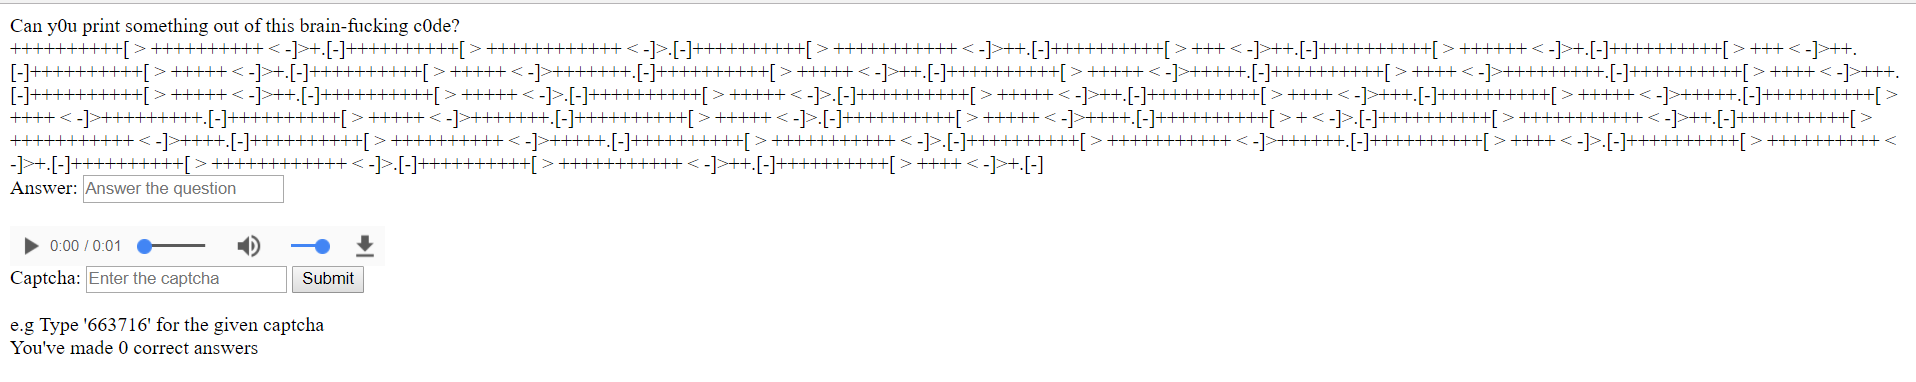 Can y0u print something out of this brain-fucking c0de?
++++++++++[ > ++++++++++ < -]>+.[-]++++++++++[ > ++++++++++++ < -]>.[-]++++++++++[ > +++++++++++ < -]>++.[-]++++++++++[ > +++ < -]>++.[-]++++++++++[ > ++++++ < -]>+.[-]++++++++++[ > +++ < -]>++.
[-]++++++++++[ > +++++ < -]>+.[-]++++++++++[ > +++++ < -]>+++++++.[-]++++++++++[ > +++++ < -]>++.[-]++++++++++[ > +++++ < -]>+++++.[-]++++++++++[ > ++++ < -]>+++++++++.[-]++++++++++[ > ++++ < -]>+++.
[-]++++++++++[ > +++++ < -]>++.[-]++++++++++[ > +++++ < -]>.[-]++++++++++[ > +++++ < -]>.[-]++++++++++[ > +++++ < -]>++.[-]++++++++++[ > ++++ < -]>+++.[-]++++++++++[ > +++++ < -]>+++++.[-]++++++++++[ >
++++ < -]>+++++++++.[-]++++++++++[ > +++++ < -]>+++++++.[-]++++++++++[ > +++++ < -]>.[-]++++++++++[ > +++++ < -]>++++.[-]++++++++++[ > + < -]>.[-]++++++++++[ > +++++++++++ < -]>++.[-]++++++++++[ >
+++++++++++ < -]>++++.[-]++++++++++[ > ++++++++++ < -]>+++++.[-]++++++++++[ > +++++++++++ < -]>.[-]++++++++++[ > +++++++++++ < -]>++++++.[-]++++++++++[ > ++++ < -]>.[-]++++++++++[ > ++++++++++ <
-]>+.[-]++++++++++[ > ++++++++++++ < -]>.[-]++++++++++[ > +++++++++++ < -]>++.[-]++++++++++[ > ++++ < -]>+.[-]
Answer: Answer the question
0:00 / 0:01
Captcha: Enter the captcha Submit
e.g Type '663716' for the given captcha
You've made 0 correct answers